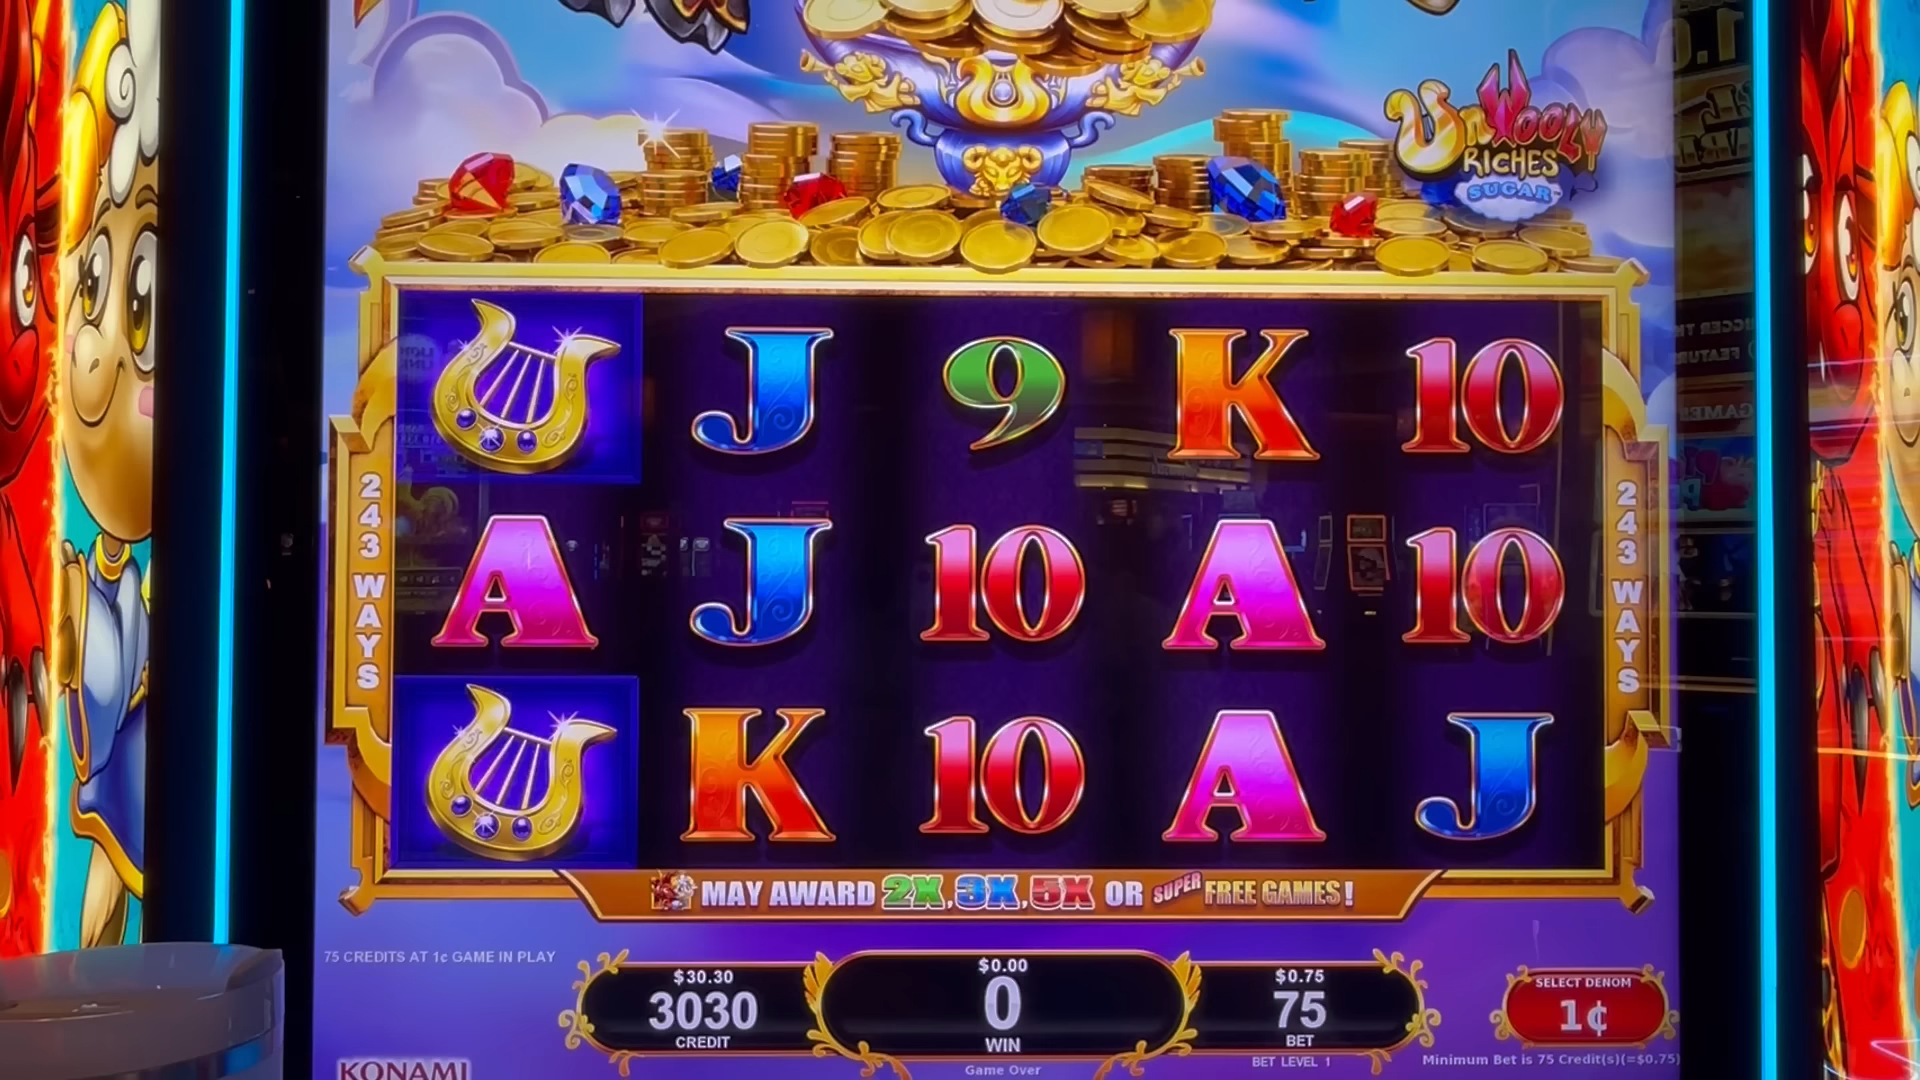 UnWooly
RICHES
SUGAR
J 9 K 10
A J 10 A 10
K 10 A J
243 WAYS
243 WAYS
MAY AWARD 2X, 3X, 5X OR SUPER FREE GAMES!
75 CREDITS AT 1¢ GAME IN PLAY
$30.30
3030
CREDIT
$0.00
0
WIN
Game Over
$0.75
75
BET
BET LEVEL 1
SELECT DENOM
1¢
Minimum Bet is 75 Credit(s)(=$0.75)
KONAMI